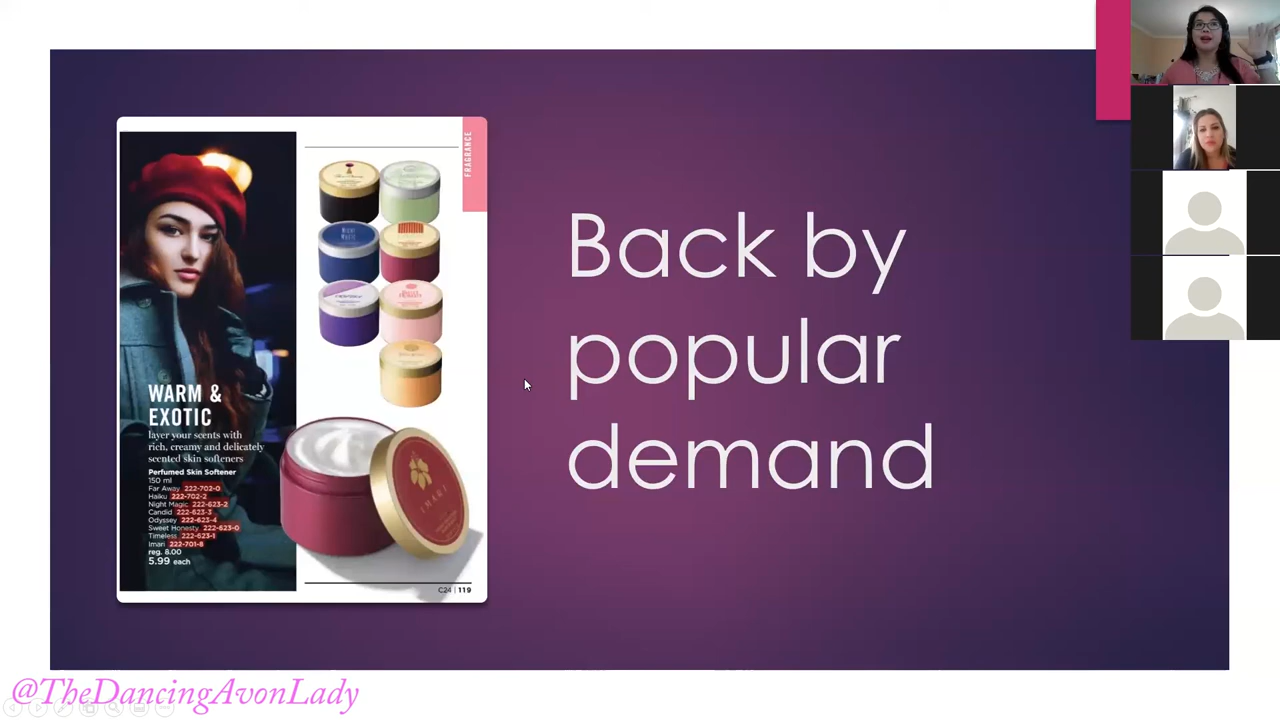 FRAGRANCE
WARM &
EXOTIC
layer your scents with
rich, creamy and delicately
scented skin softeners
Perfumed Skin Softener
150 ml
Far Away 222-702-0
Haiku 222-702-2
Night Magic 222-623-2
Candid 222-623-3
Odyssey 222-623-4
Sweet Honesty 222-623-0
Timeless 222-623-1
Imari 222-701-8
reg. 8.00
5.99 each
IMARI
C24 | 119
Back by
popular
demand
@TheDancingAvonLady